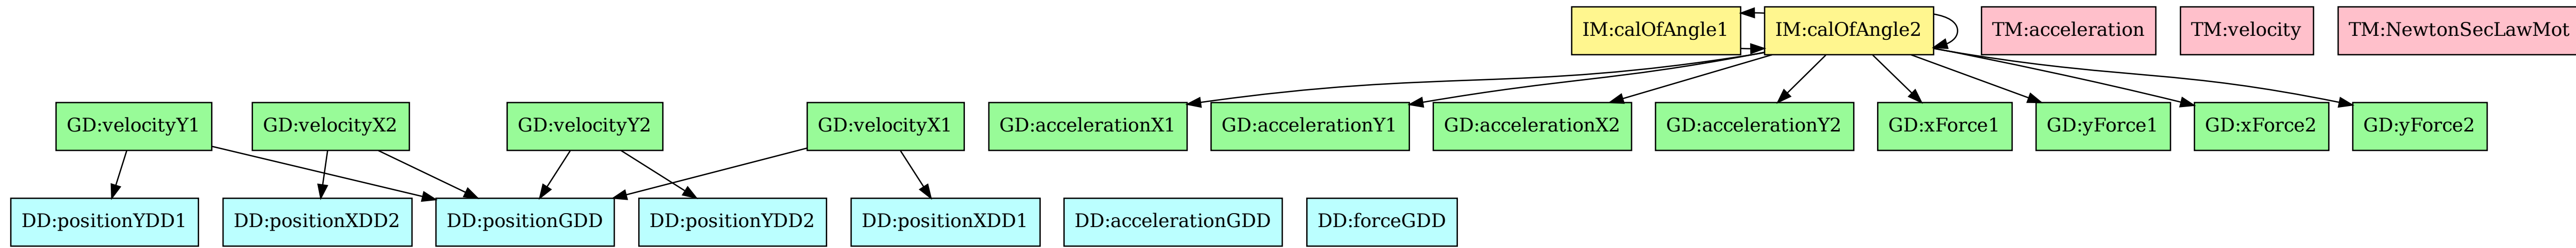 IM:calOfAngle1
IM:calOfAngle2
TM:acceleration
TM:velocity
TM:NewtonSecLawMot
GD:velocityY1
GD:velocityX2
GD:velocityY2
GD:velocityX1
GD:accelerationX1
GD:accelerationY1
GD:accelerationX2
GD:accelerationY2
GD:xForce1
GD:yForce1
GD:xForce2
GD:yForce2
DD:positionYDD1
DD:positionXDD2
DD:positionGDD
DD:positionYDD2
DD:positionXDD1
DD:accelerationGDD
DD:forceGDD